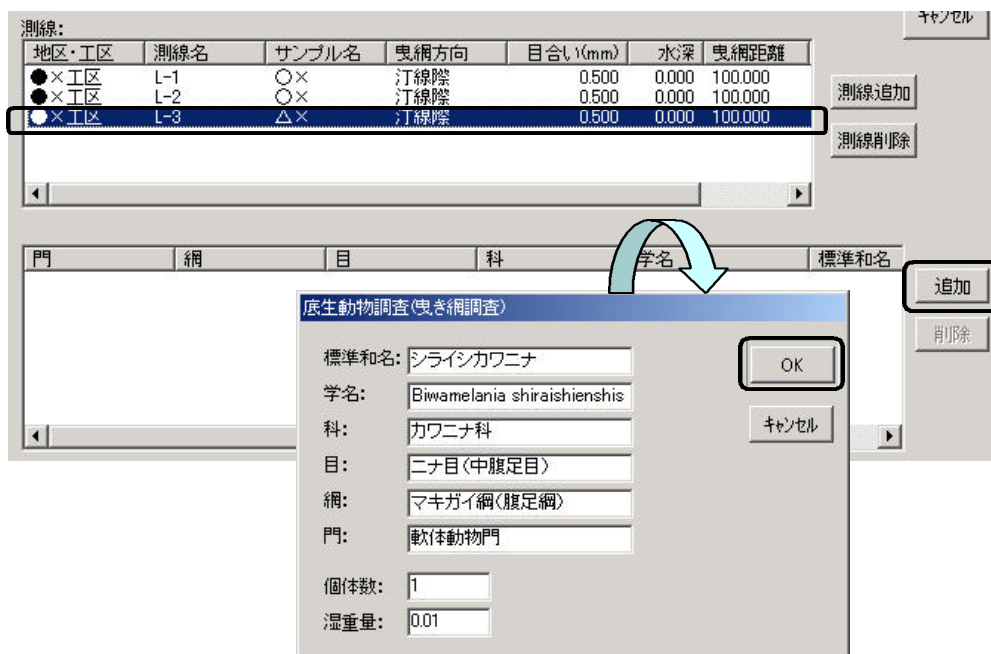 キャンセル
測線:
地区・工区 測線名 サンプル名 曳網方向 目合い(mm) 水深 曳網距離
●×工区 L-1 ○× 汀線際 0.500 0.000 100.000
●×工区 L-2 ○× 汀線際 0.500 0.000 100.000
●×工区 L-3 △× 汀線際 0.500 0.000 100.000
測線追加
測線削除
門 網 目 科 学名 標準和名
追加
削除
底生動物調査(曳き網調査)
標準和名: シライシカワニナ
学名: Biwamelania shiraishienshis
科: カワニナ科
目: ニナ目(中腹足目)
網: マキガイ綱(腹足綱)
門: 軟体動物門
個体数: 1
湿重量: 0.01
OK
キャンセル